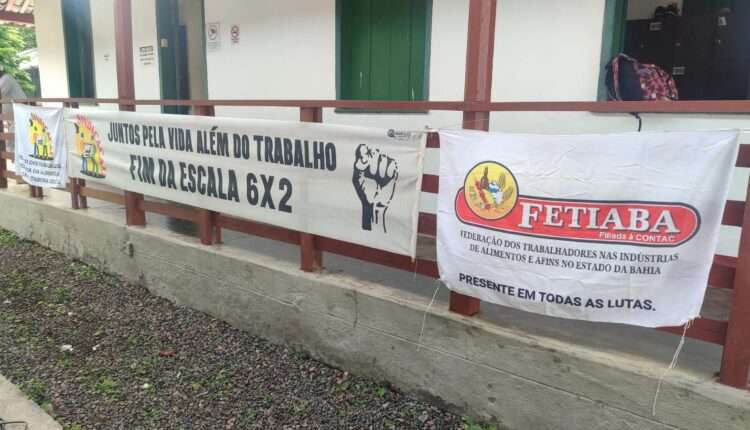 JUNTOS PELA VIDA ALÉM DO TRABALHO
FIM DA ESCALA 6X2
FETIABA
Filiada à CONTAC
FEDERAÇÃO DOS TRABALHADORES NAS INDÚSTRIAS
DE ALIMENTOS E AFINS NO ESTADO DA BAHIA
PRESENTE EM TODAS AS LUTAS.